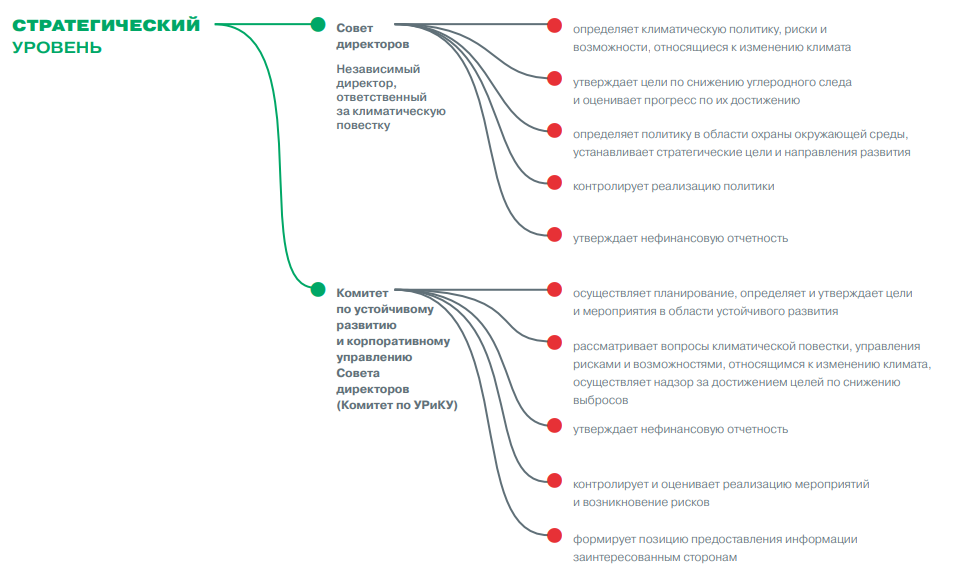 СТРАТЕГИЧЕСКИЙ
УРОВЕНЬ
Совет
директоров
Независимый
директор,
ответственный
за климатическую
повестку
определяет климатическую политику, риски и
возможности, относящиеся к изменению климата
утверждает цели по снижению углеродного следа
и оценивает прогресс по их достижению
определяет политику в области охраны окружающей среды,
устанавливает стратегические цели и направления развития
контролирует реализацию политики
утверждает нефинансовую отчетность
Комитет
по устойчивому
развитию
и корпоративному
управлению
Совета
директоров
(Комитет по УРиКУ)
осуществляет планирование, определяет и утверждает цели
и мероприятия в области устойчивого развития
рассматривает вопросы климатической повестки, управления
рисками и возможностями, относящимся к изменению климата,
осуществляет надзор за достижением целей по снижению
выбросов
утверждает нефинансовую отчетность
контролирует и оценивает реализацию мероприятий
и возникновение рисков
формирует позицию предоставления информации
заинтересованным сторонам